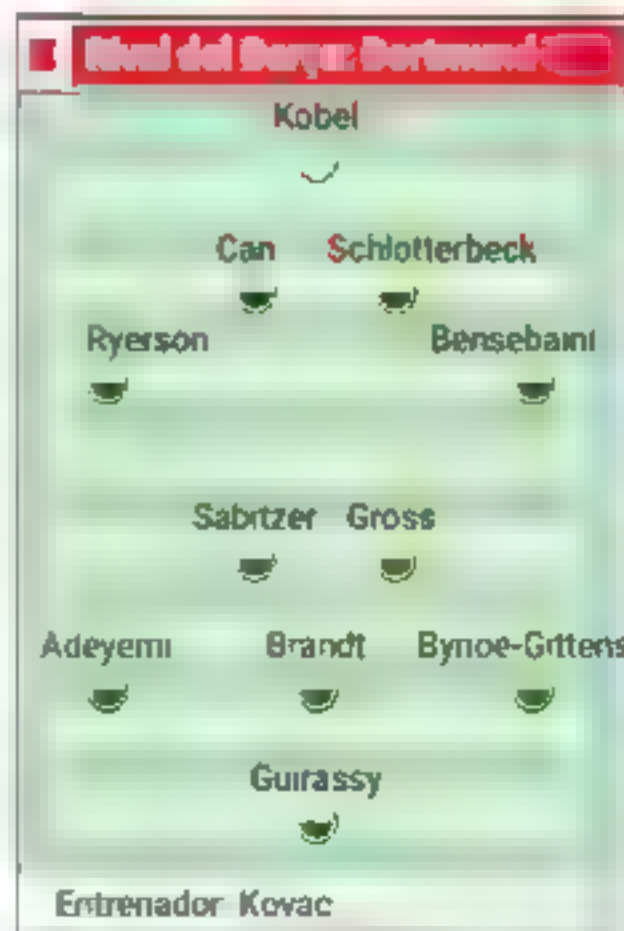 Kobel
Can Schlotterbeck
Ryerson Bensebaini
Sabitzer Gross
Adeyemi Brandt Bynoe-Gittens
Guirassy
Entrenador Kovac